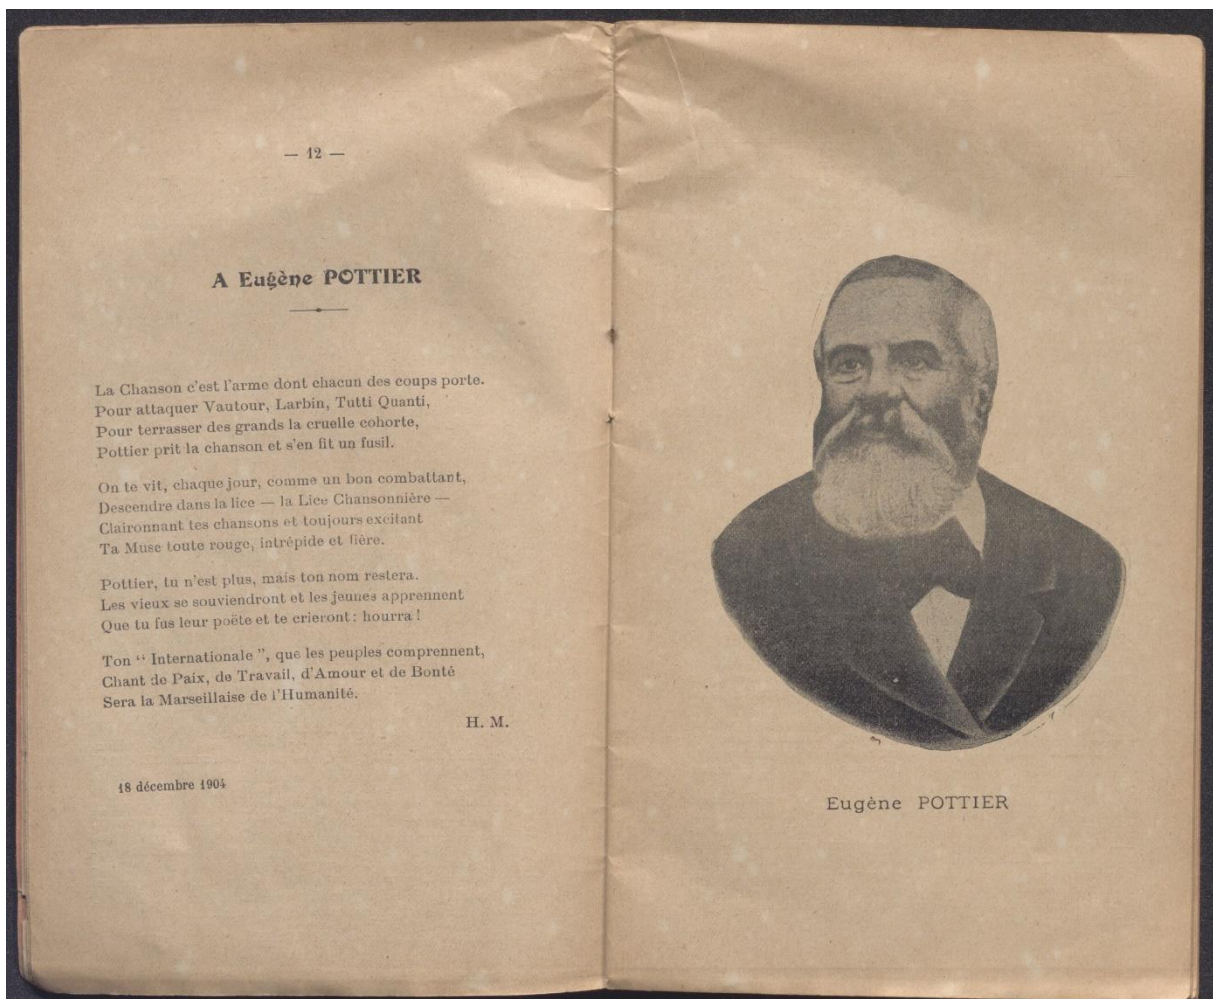 — 12 —
A Eugène POTTIER
La Chanson c'est l'arme dont chacun des coups porte.
Pour attaquer Vautour, Larbin, Tutti Quanti,
Pour terrasser des grands la cruelle cohorte,
Pottier prit la chanson et s'en fit un fusil.
On te vit, chaque jour, comme un bon combattant,
Descendre dans la lice — la Lice Chansonnière —
Claironnant tes chansons et toujours excitant
Ta Muse toute rouge, intrépide et fière.
Pottier, tu n'est plus, mais ton nom restera.
Les vieux se souviendront et les jeunes apprennent
Que tu fus leur poëte et te crieront : hourra !
Ton “ Internationale ”, que les peuples comprennent,
Chant de Paix, de Travail, d'Amour et de Bonté
Sera la Marseillaise de l'Humanité.
H. M.
18 décembre 1904
Eugène POTTIER